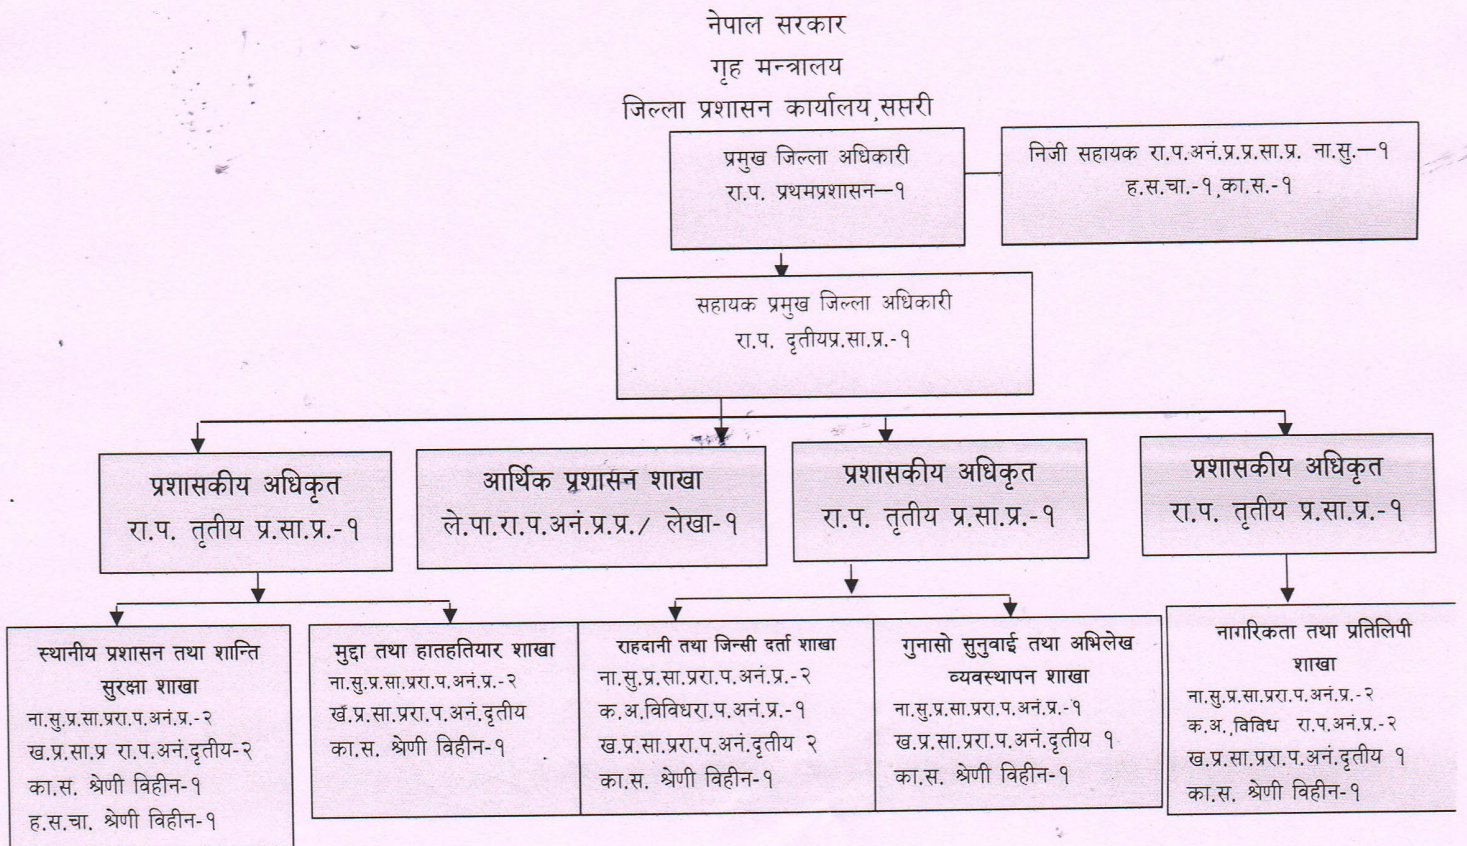 नेपाल सरकार
गृह मन्त्रालय
जिल्ला प्रशासन कार्यालय,सप्तरी
प्रमुख जिल्ला अधिकारी
रा.प. प्रथमप्रशासन—१
निजी सहायक रा.प.अनं.प्र.प्र.सा.प्र. ना.सु.—१
ह.स.चा.-१,का.स.-१
सहायक प्रमुख जिल्ला अधिकारी
रा.प. दृतीयप्र.सा.प्र.-१
प्रशासकीय अधिकृत
रा.प. तृतीय प्र.सा.प्र.-१
आर्थिक प्रशासन शाखा
ले.पा.रा.प.अनं.प्र.प्र./ लेखा-१
प्रशासकीय अधिकृत
रा.प. तृतीय प्र.सा.प्र.-१
प्रशासकीय अधिकृत
रा.प. तृतीय प्र.सा.प्र.-१
स्थानीय प्रशासन तथा शान्ति
सुरक्षा शाखा
ना.सु.प्र.सा.प्ररा.प.अनं.प्र.-२
ख.प्र.सा.प्र रा.प.अनं.दृतीय-२
का.स. श्रेणी विहीन-१
ह.स.चा. श्रेणी विहीन-१
मुद्दा तथा हातहतियार शाखा
ना.सु.प्र.सा.प्ररा.प.अनं.प्र.-२
ख.प्र.सा.प्ररा.प.अनं.दृतीय
का.स. श्रेणी विहीन-१
राहदानी तथा जिन्सी दर्ता शाखा
ना.सु.प्र.सा.प्ररा.प.अनं.प्र.-२
क.अ.विविधरा.प.अनं.प्र.-१
ख.प्र.सा.प्ररा.प.अनं.दृतीय २
का.स. श्रेणी विहीन-१
गुनासो सुनुवाई तथा अभिलेख
व्यवस्थापन शाखा
ना.सु.प्र.सा.प्ररा.प.अनं.प्र.-१
ख.प्र.सा.प्ररा.प.अनं.दृतीय १
का.स. श्रेणी विहीन-१
नागरिकता तथा प्रतिलिपी
शाखा
ना.सु.प्र.सा.प्ररा.प.अनं.प्र.-२
क.अ.,विविध रा.प.अनं.प्र.-२
ख.प्र.सा.प्ररा.प.अनं.दृतीय १
का.स. श्रेणी विहीन-१